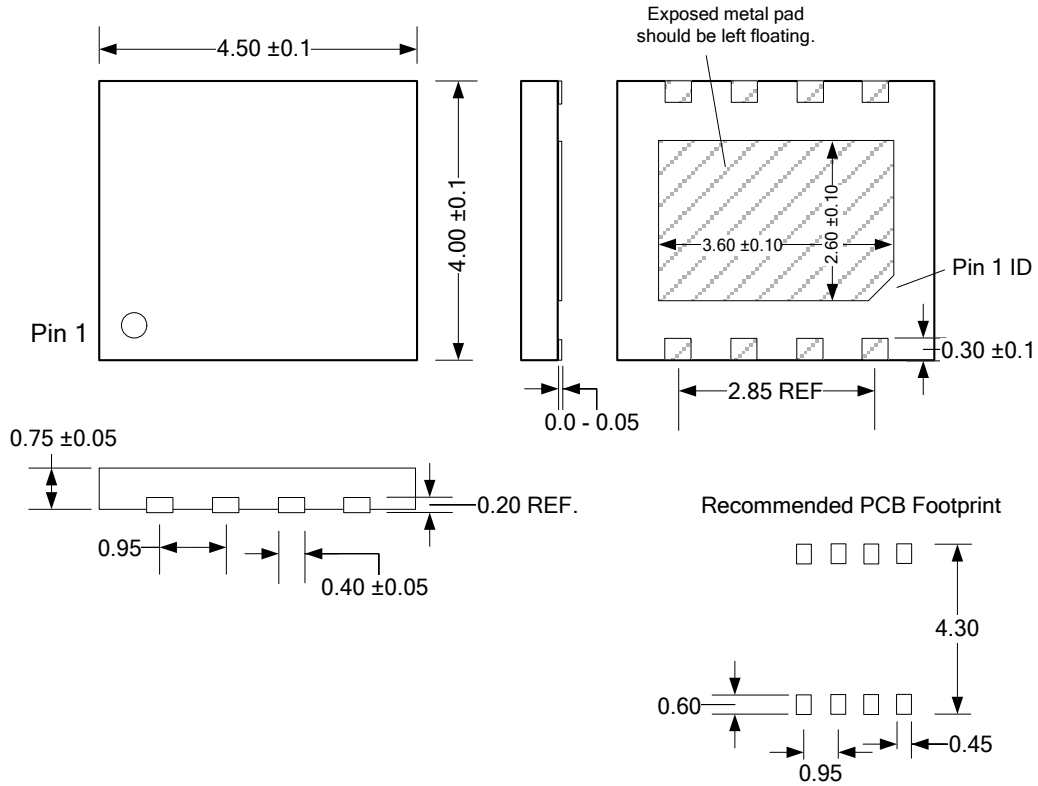 Exposed metal pad
should be left floating.
4.50 ±0.1
4.00 ±0.1
2.60 ±0.10
3.60 ±0.10
Pin 1 ID
Pin 1
0.30 ±0.1
2.85 REF
0.0 - 0.05
0.75 ±0.05
0.20 REF.
Recommended PCB Footprint
0.95
0.40 ±0.05
4.30
0.60
0.45
0.95